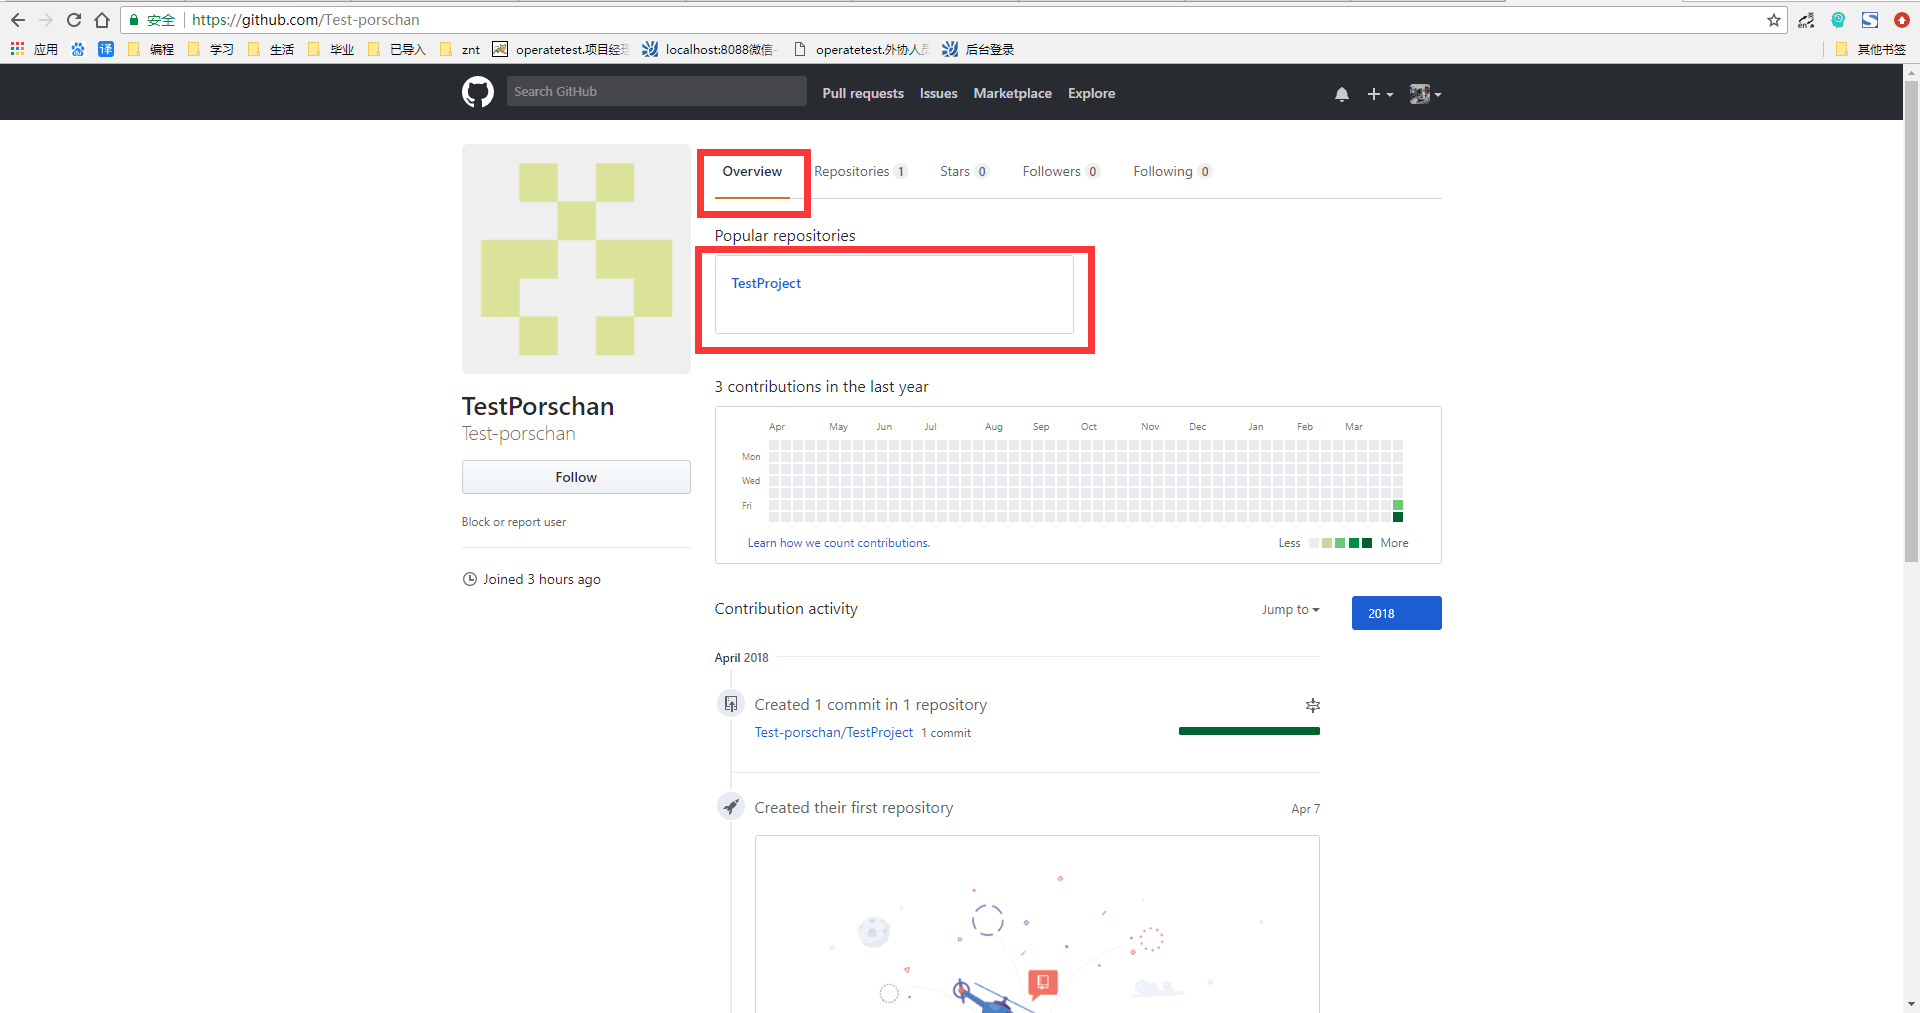 安全 https://github.com/Test-porschan
应用 译 编程 学习 生活 毕业 已导入 znt operatetest.项目经理 localhost:8088微信- operatetest.外协人员 后台登录 其他书签
Search GitHub Pull requests Issues Marketplace Explore
Overview Repositories 1 Stars 0 Followers 0 Following 0
Popular repositories
TestProject
TestPorschan
Test-porschan
Follow
Block or report user
Joined 3 hours ago
3 contributions in the last year
Apr May Jun Jul Aug Sep Oct Nov Dec Jan Feb Mar
Mon
Wed
Fri
Learn how we count contributions. Less More
Contribution activity Jump to 2018
April 2018
Created 1 commit in 1 repository
Test-porschan/TestProject 1 commit
Created their first repository Apr 7